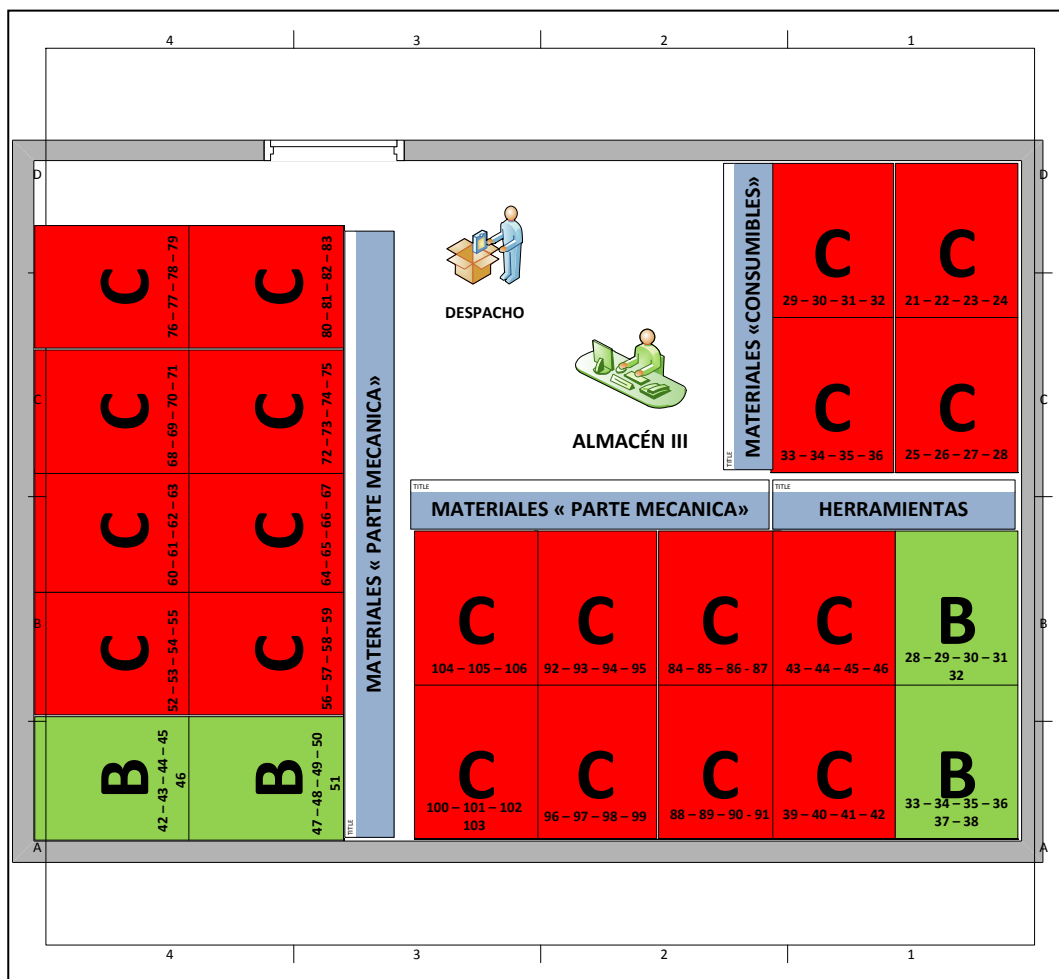 4 3 2 1
D D
C C
B B
A A
C
76 – 77 – 78 – 79
C
80 – 81 – 82 – 83
C
68 – 69 – 70 – 71
C
72 – 73 – 74 – 75
C
60 – 61 – 62 – 63
C
64 – 65 – 66 – 67
C
52 – 53 – 54 – 55
C
56 – 57 – 58 – 59
B
42 – 43 – 44 – 45
46
B
47 – 48 – 49 – 50
51
TITLE
MATERIALES « PARTE MECANICA»
DESPACHO
ALMACÉN III
TITLE
MATERIALES «CONSUMIBLES»
C
29 – 30 – 31 – 32
C
21 – 22 – 23 – 24
C
33 – 34 – 35 – 36
C
25 – 26 – 27 – 28
TITLE
MATERIALES « PARTE MECANICA»
TITLE
HERRAMIENTAS
C
104 – 105 – 106
C
92 – 93 – 94 – 95
C
84 – 85 – 86 - 87
C
43 – 44 – 45 – 46
B
28 – 29 – 30 – 31
32
C
100 – 101 – 102
103
C
96 – 97 – 98 – 99
C
88 – 89 – 90 - 91
C
39 – 40 – 41 – 42
B
33 – 34 – 35 – 36
37 – 38
4 3 2 1